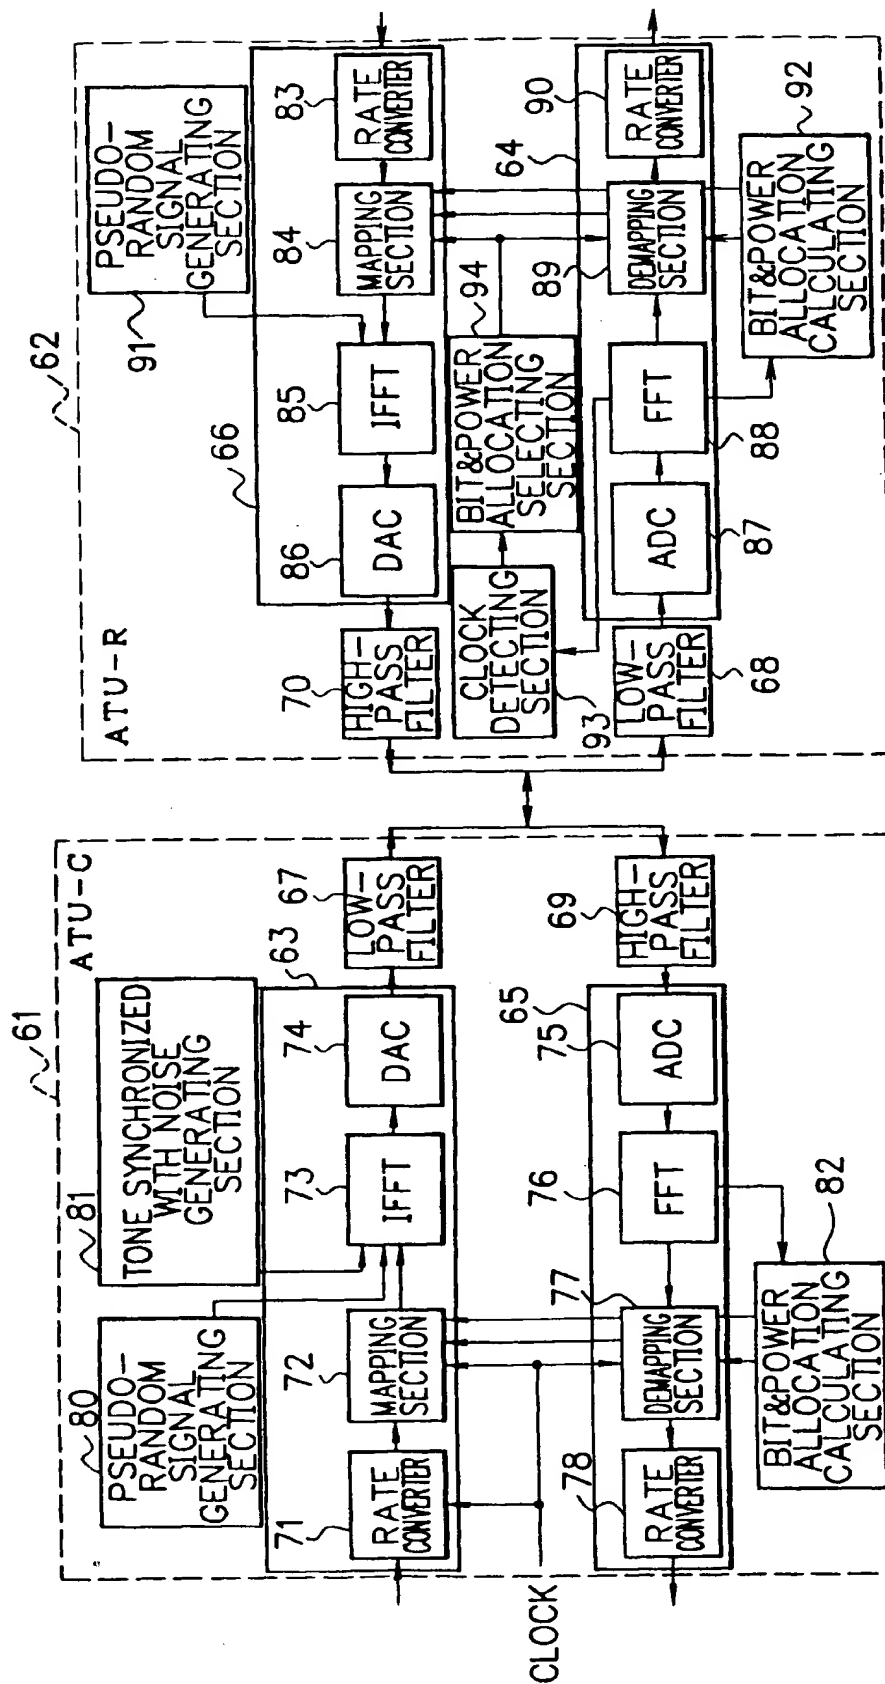 61
ATU-C
80
PSEUDO-
RANDOM
SIGNAL
GENERATING
SECTION
81
TONE SYNCHRONIZED
WITH NOISE
GENERATING
SECTION
63
71
RATE
CONVERTER
72
MAPPING
SECTION
73
IFFT
74
DAC
67
LOW-
PASS
FILTER
CLOCK
78
RATE
CONVERTER
77
DEMAPPING
SECTION
76
FFT
75
ADC
65
69
HIGH-
PASS
FILTER
82
BIT&POWER
ALLOCATION
CALCULATING
SECTION
62
ATU-R
91
PSEUDO-
RANDOM
SIGNAL
GENERATING
SECTION
66
70
HIGH-
PASS
FILTER
86
DAC
85
IFFT
84
MAPPING
SECTION
83
RATE
CONVERTER
CLOCK
DETECTING
SECTION
93
BIT&POWER
ALLOCATION
SELECTING
SECTION
94
64
LOW-
PASS
FILTER
68
ADC
87
FFT
88
89
DEMAPPING
SECTION
90
RATE
CONVERTER
92
BIT&POWER
ALLOCATION
CALCULATING
SECTION